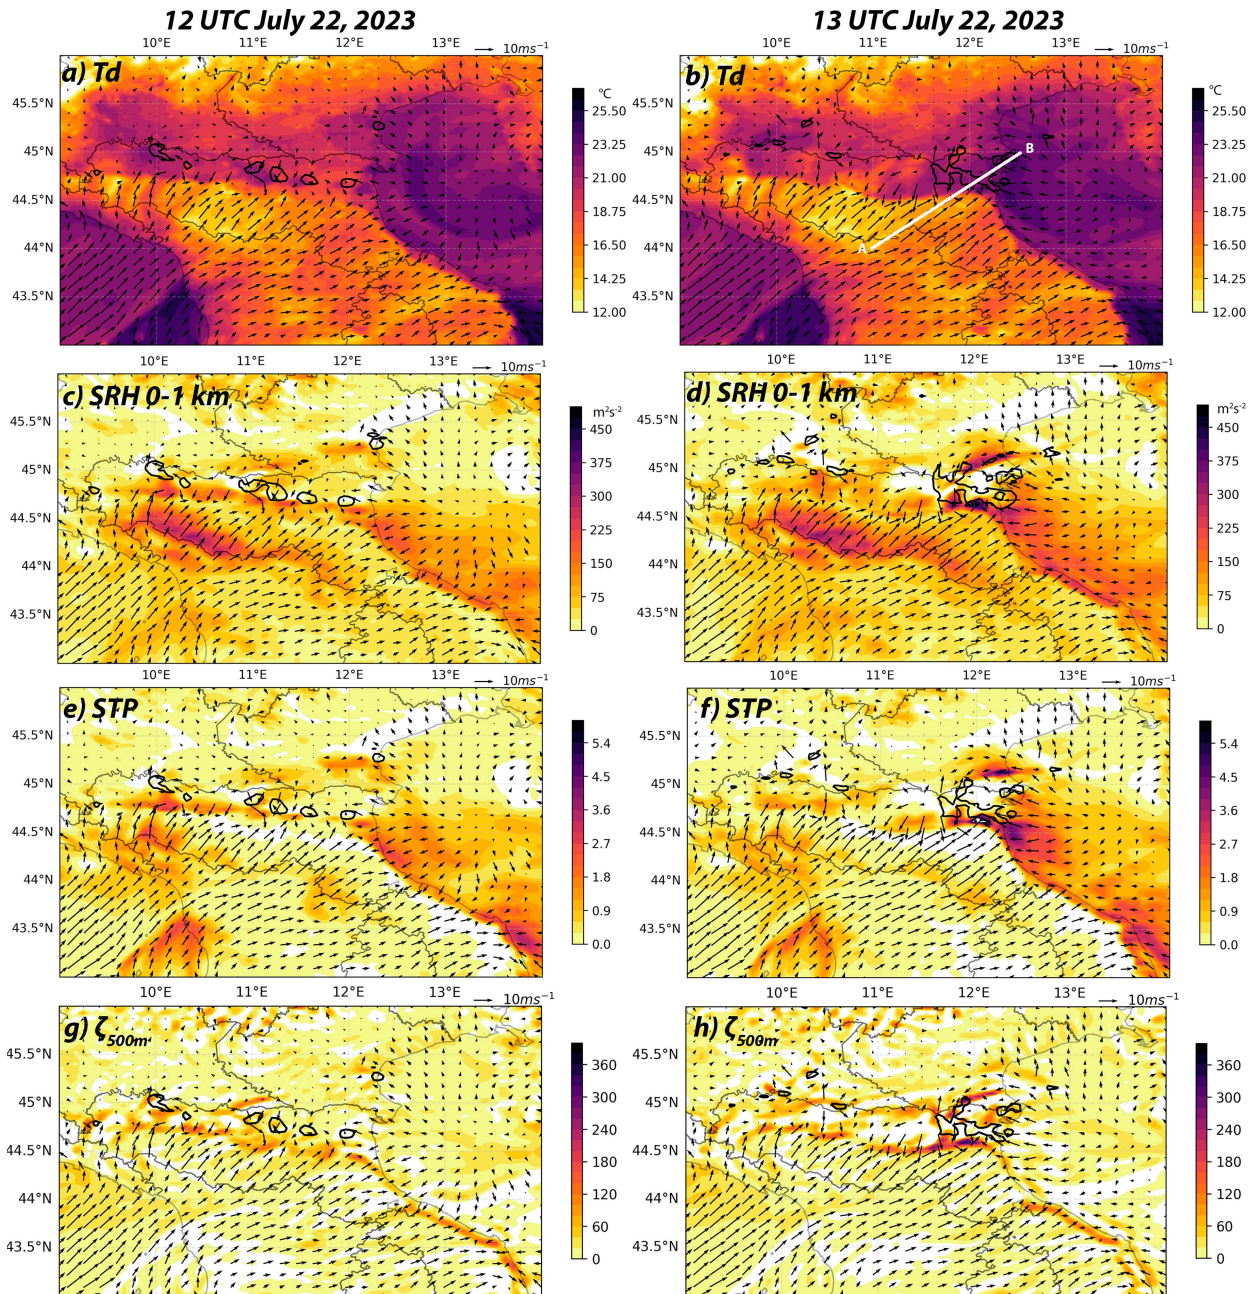 12 UTC July 22, 2023
13 UTC July 22, 2023
10°E 11°E 12°E 13°E 10ms⁻¹
10°E 11°E 12°E 13°E 10ms⁻¹
a) Td
b) Td
45.5°N
45°N
44.5°N
44°N
43.5°N
°C
25.50
23.25
21.00
18.75
16.50
14.25
12.00
45.5°N
45°N
44.5°N
44°N
43.5°N
B
A
°C
25.50
23.25
21.00
18.75
16.50
14.25
12.00
10°E 11°E 12°E 13°E 10ms⁻¹
10°E 11°E 12°E 13°E 10ms⁻¹
c) SRH 0-1 km
d) SRH 0-1 km
45.5°N
45°N
44.5°N
44°N
43.5°N
m²s⁻²
450
375
300
225
150
75
0
45.5°N
45°N
44.5°N
44°N
43.5°N
m²s⁻²
450
375
300
225
150
75
0
10°E 11°E 12°E 13°E 10ms⁻¹
10°E 11°E 12°E 13°E 10ms⁻¹
e) STP
f) STP
45.5°N
45°N
44.5°N
44°N
43.5°N
5.4
4.5
3.6
2.7
1.8
0.9
0.0
45.5°N
45°N
44.5°N
44°N
43.5°N
5.4
4.5
3.6
2.7
1.8
0.9
0.0
10°E 11°E 12°E 13°E 10ms⁻¹
10°E 11°E 12°E 13°E 10ms⁻¹
g) ζ500m
h) ζ500m
45.5°N
45°N
44.5°N
44°N
43.5°N
360
300
240
180
120
60
0
45.5°N
45°N
44.5°N
44°N
43.5°N
360
300
240
180
120
60
0